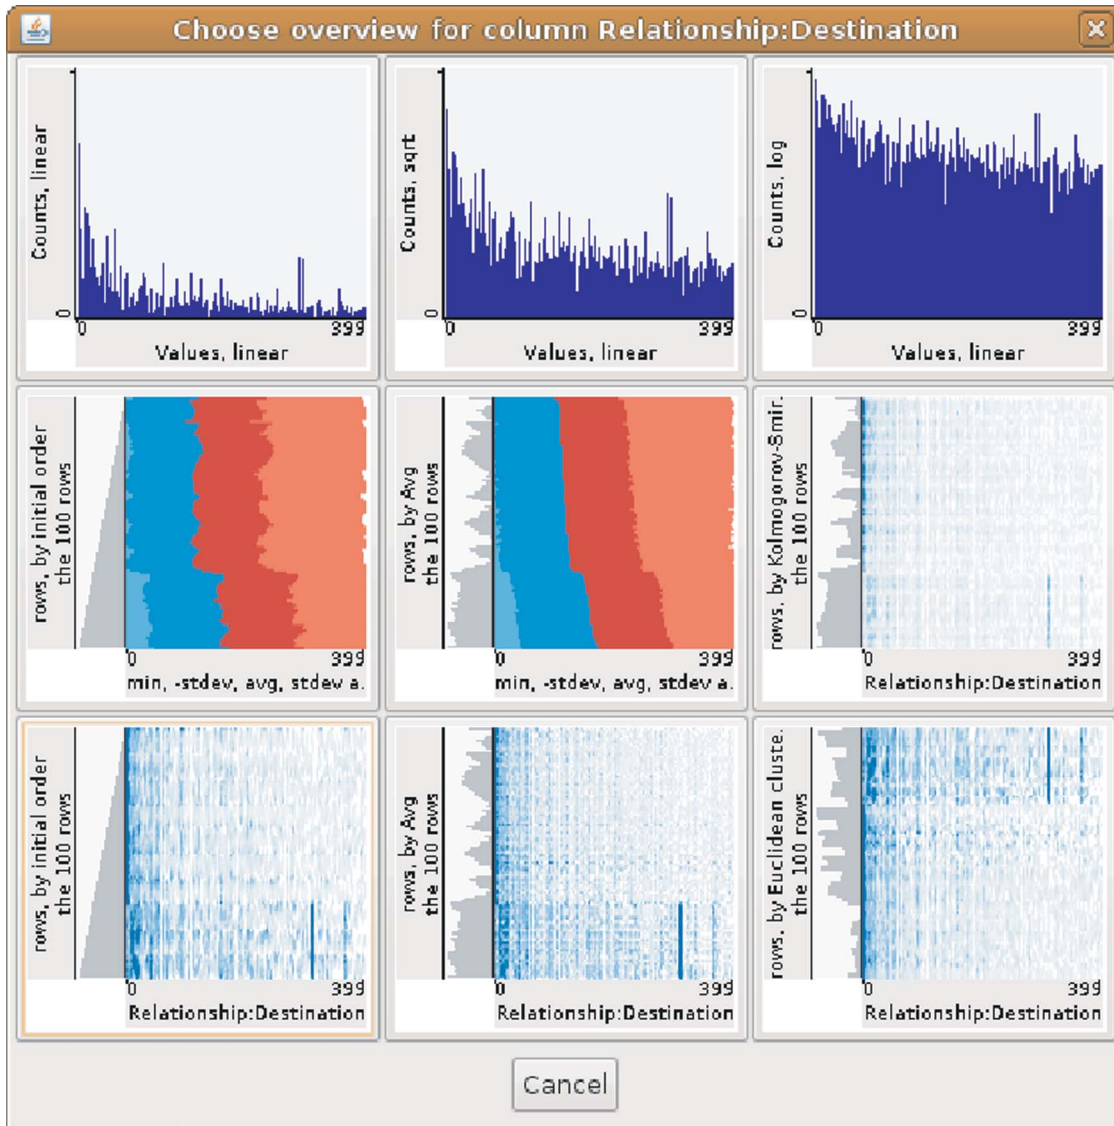 Choose overview for column Relationship:Destination
Counts, linear
0
0 399
Values, linear
Counts, sqrt
0 399
Values, linear
Counts, log
0
0 399
Values, linear
rows, by initial order
the 100 rows
0 399
min, -stdev, avg, stdev a.
rows, by Avg
the 100 rows
0 399
min, -stdev, avg, stdev a.
rows, by Kolmogorov-Smir.
the 100 rows
0 399
Relationship:Destination
rows, by initial order
the 100 rows
0 399
Relationship:Destination
rows, by Avg
the 100 rows
0 399
Relationship:Destination
rows, by Euclidean cluste.
the 100 rows
0 399
Relationship:Destination
Cancel